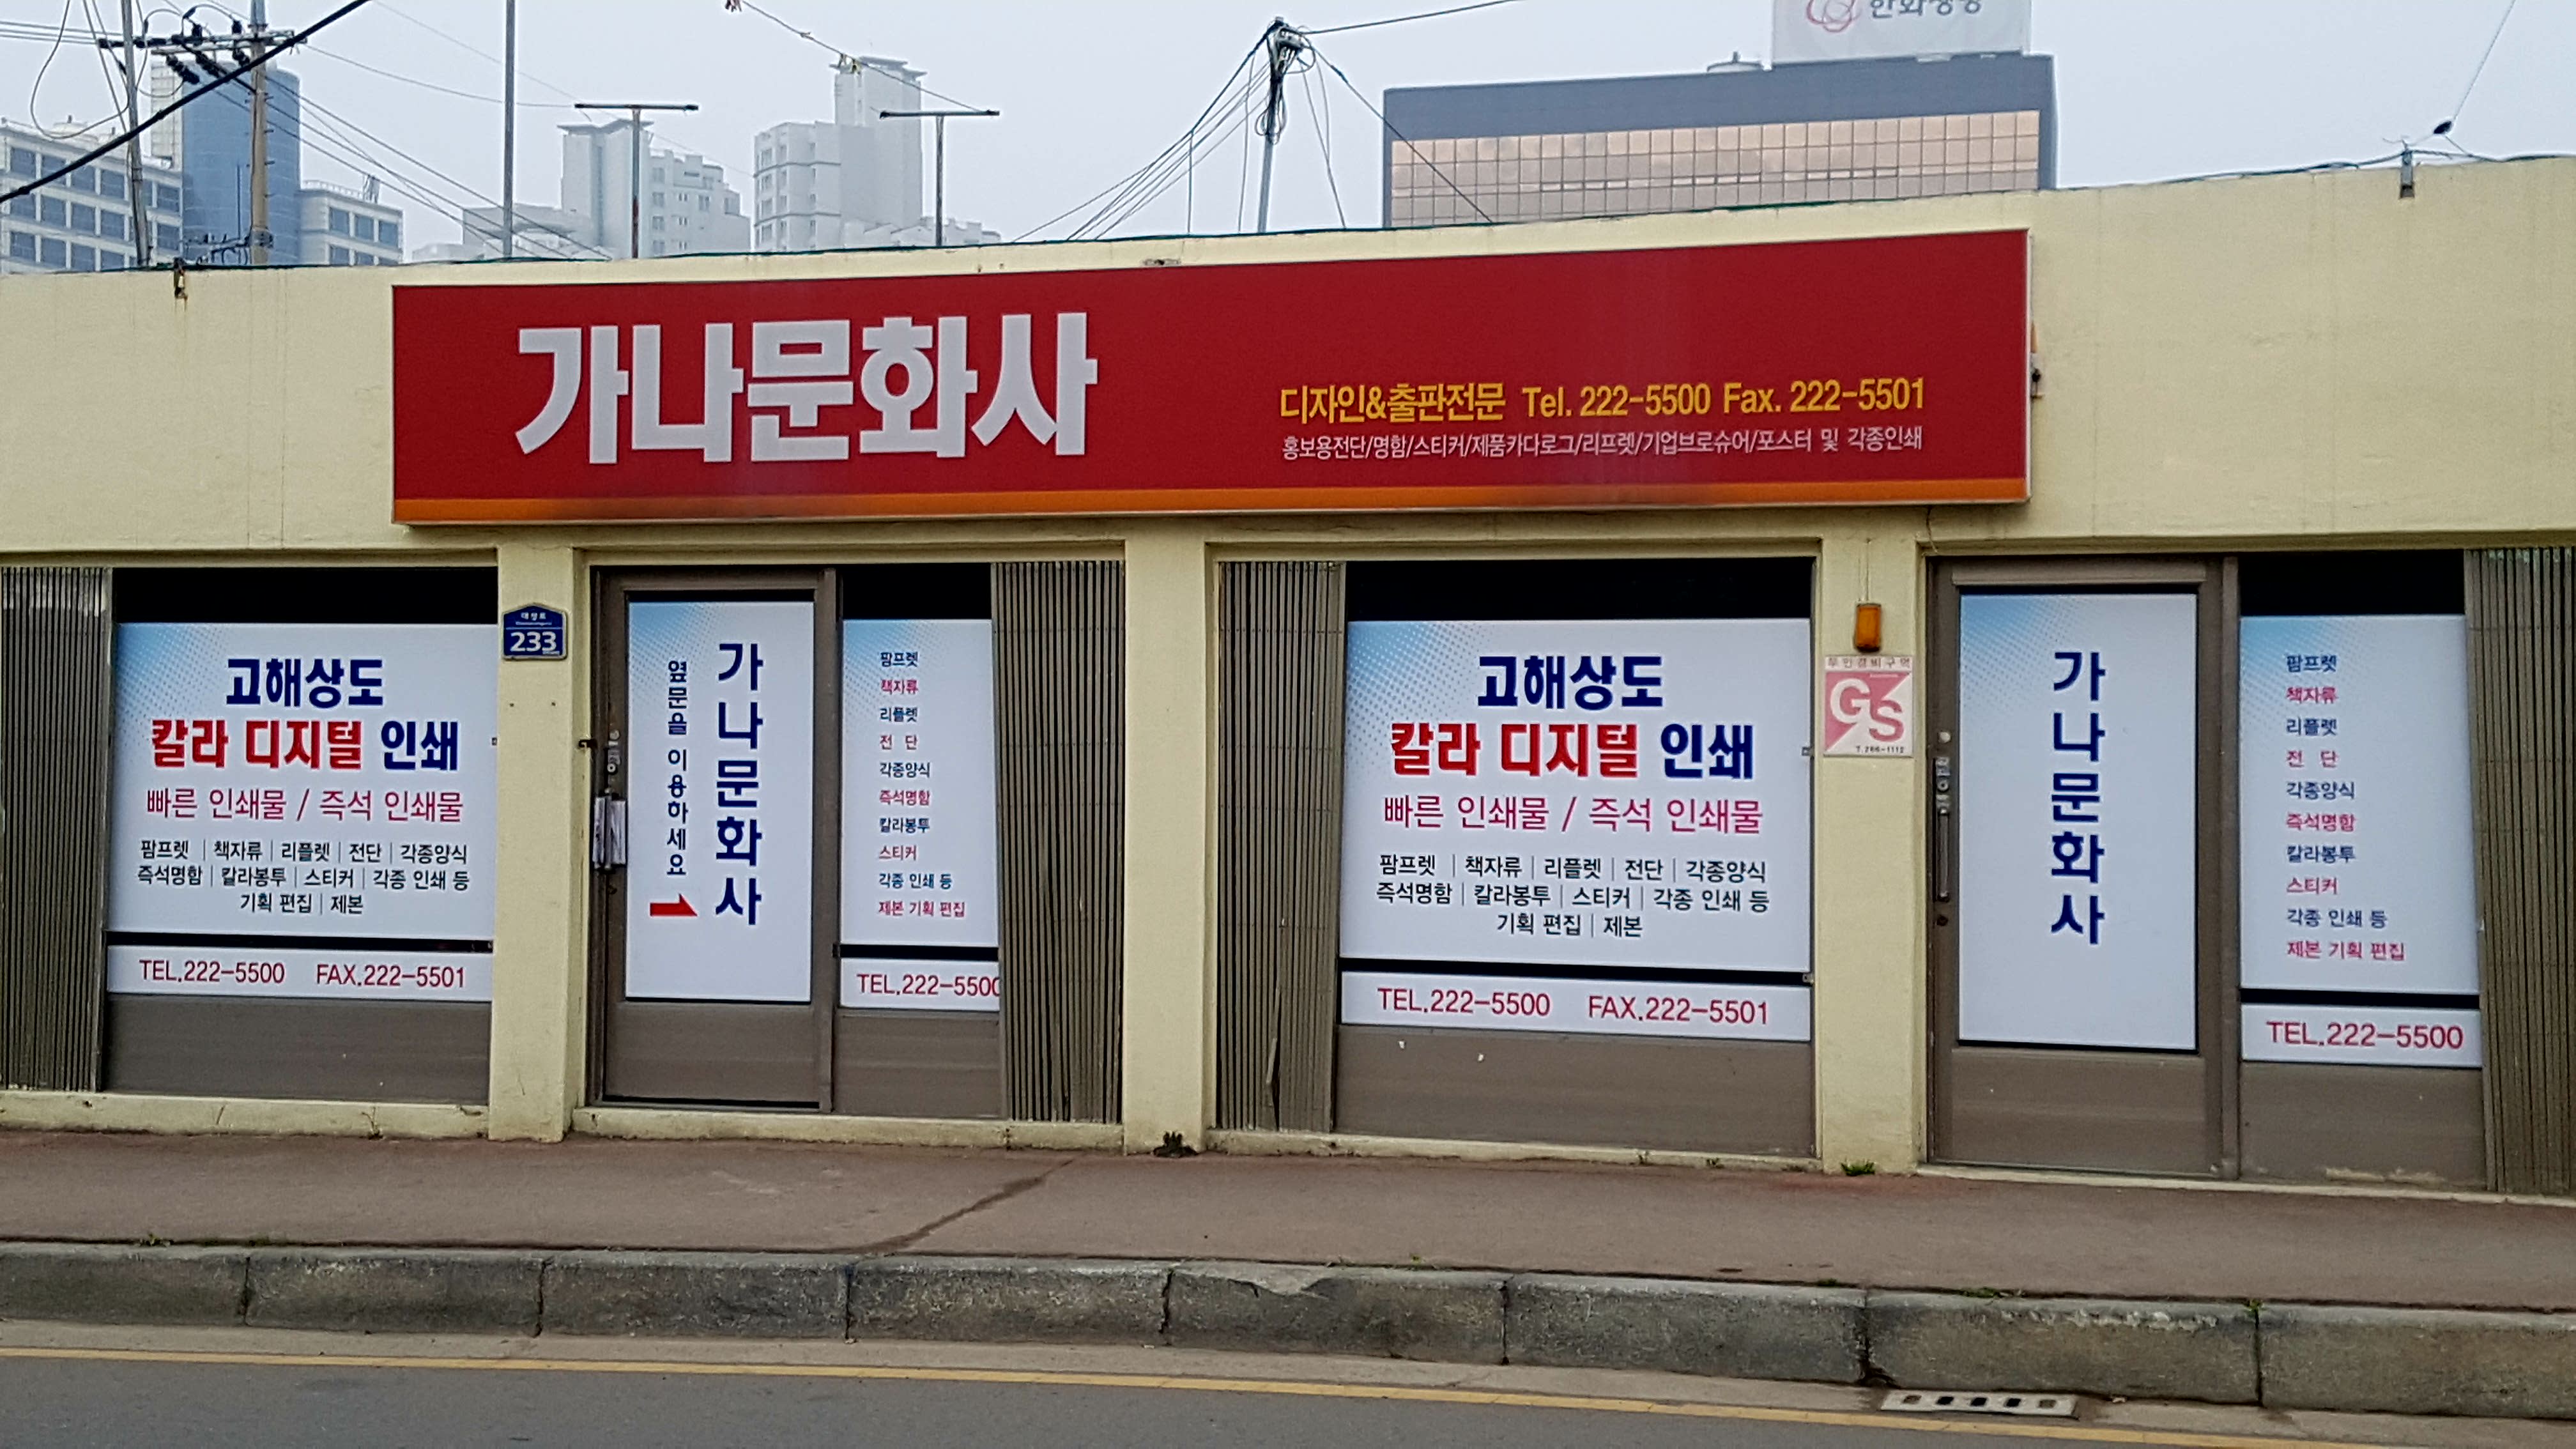 한화생명
가나문화사
디자인&출판전문 Tel. 222-5500 Fax. 222-5501
홍보용전단/명함/스티커/제품카다로그/리프렛/기업브로슈어/포스터 및 각종인쇄
고해상도
칼라 디지털 인쇄
빠른 인쇄물 / 즉석 인쇄물
팜프렛 | 책자류 | 리플렛 | 전단 | 각종양식
즉석명함 | 칼라봉투 | 스티커 | 각종 인쇄 등
기획 편집 | 제본
TEL.222-5500 FAX.222-5501
233
가나문화사
옆문을 이용하세요
팜프렛
책자류
리플렛
전 단
각종양식
즉석명함
칼라봉투
스티커
각종 인쇄 등
제본 기획 편집
TEL.222-5500
고해상도
칼라 디지털 인쇄
빠른 인쇄물 / 즉석 인쇄물
팜프렛 | 책자류 | 리플렛 | 전단 | 각종양식
즉석명함 | 칼라봉투 | 스티커 | 각종 인쇄 등
기획 편집 | 제본
TEL.222-5500 FAX.222-5501
무인경비구역
GS
T.266-1112
가나문화사
팜프렛
책자류
리플렛
전 단
각종양식
즉석명함
칼라봉투
스티커
각종 인쇄 등
제본 기획 편집
TEL.222-5500